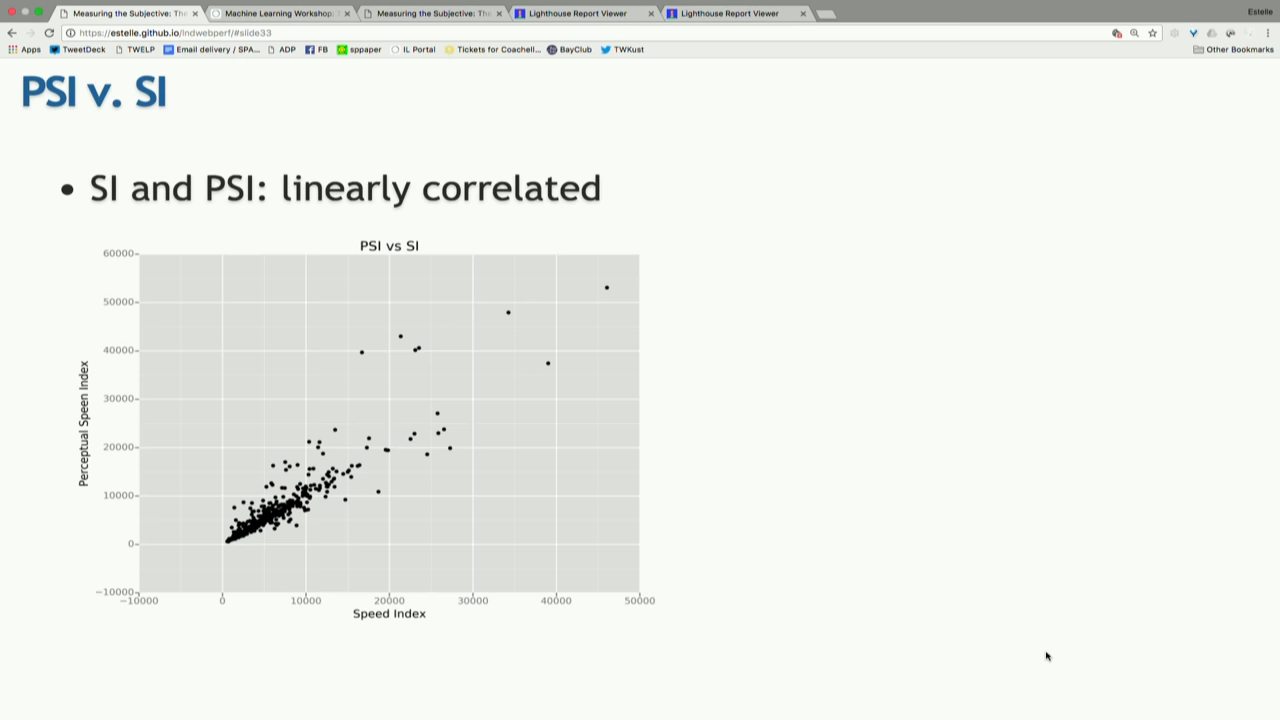 Measuring the Subjective: The
Machine Learning Workshop:
Measuring the Subjective: The
Lighthouse Report Viewer
Lighthouse Report Viewer
Estelle
https://estelle.github.io/lndwebperf/#slide33
Apps
TweetDeck
TWELP
Email delivery / SPA...
ADP
FB
sppaper
IL Portal
Tickets for Coachell...
BayClub
TWKust
Other Bookmarks
PSI v. SI
• SI and PSI: linearly correlated
PSI vs SI
60000
50000
40000
30000
20000
10000
0
−10000
Perceptual Speen Index
−10000 0 10000 20000 30000 40000 50000
Speed Index